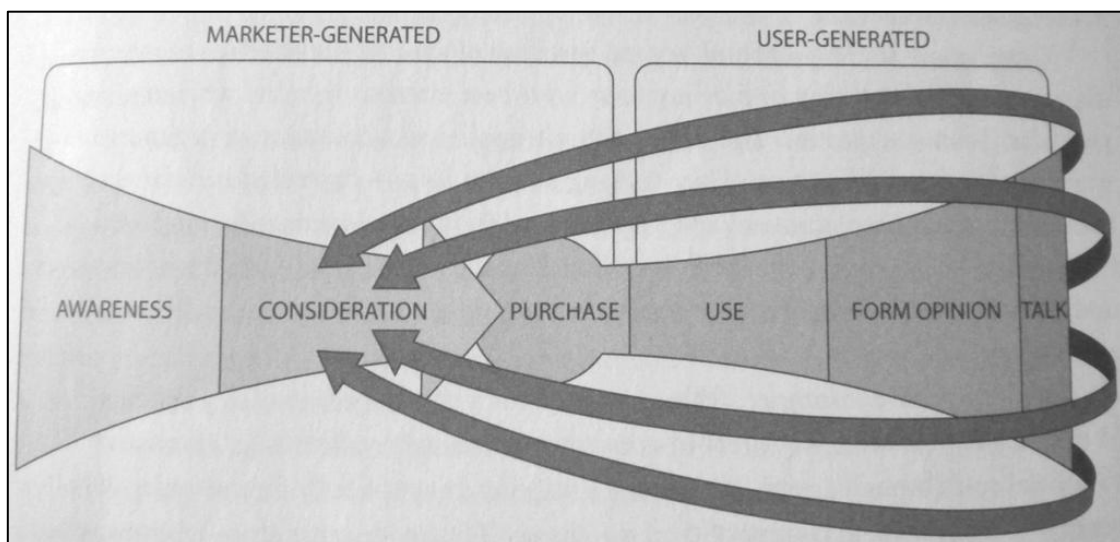 MARKETER-GENERATED
USER-GENERATED
AWARENESS
CONSIDERATION
PURCHASE
USE
FORM OPINION
TALK